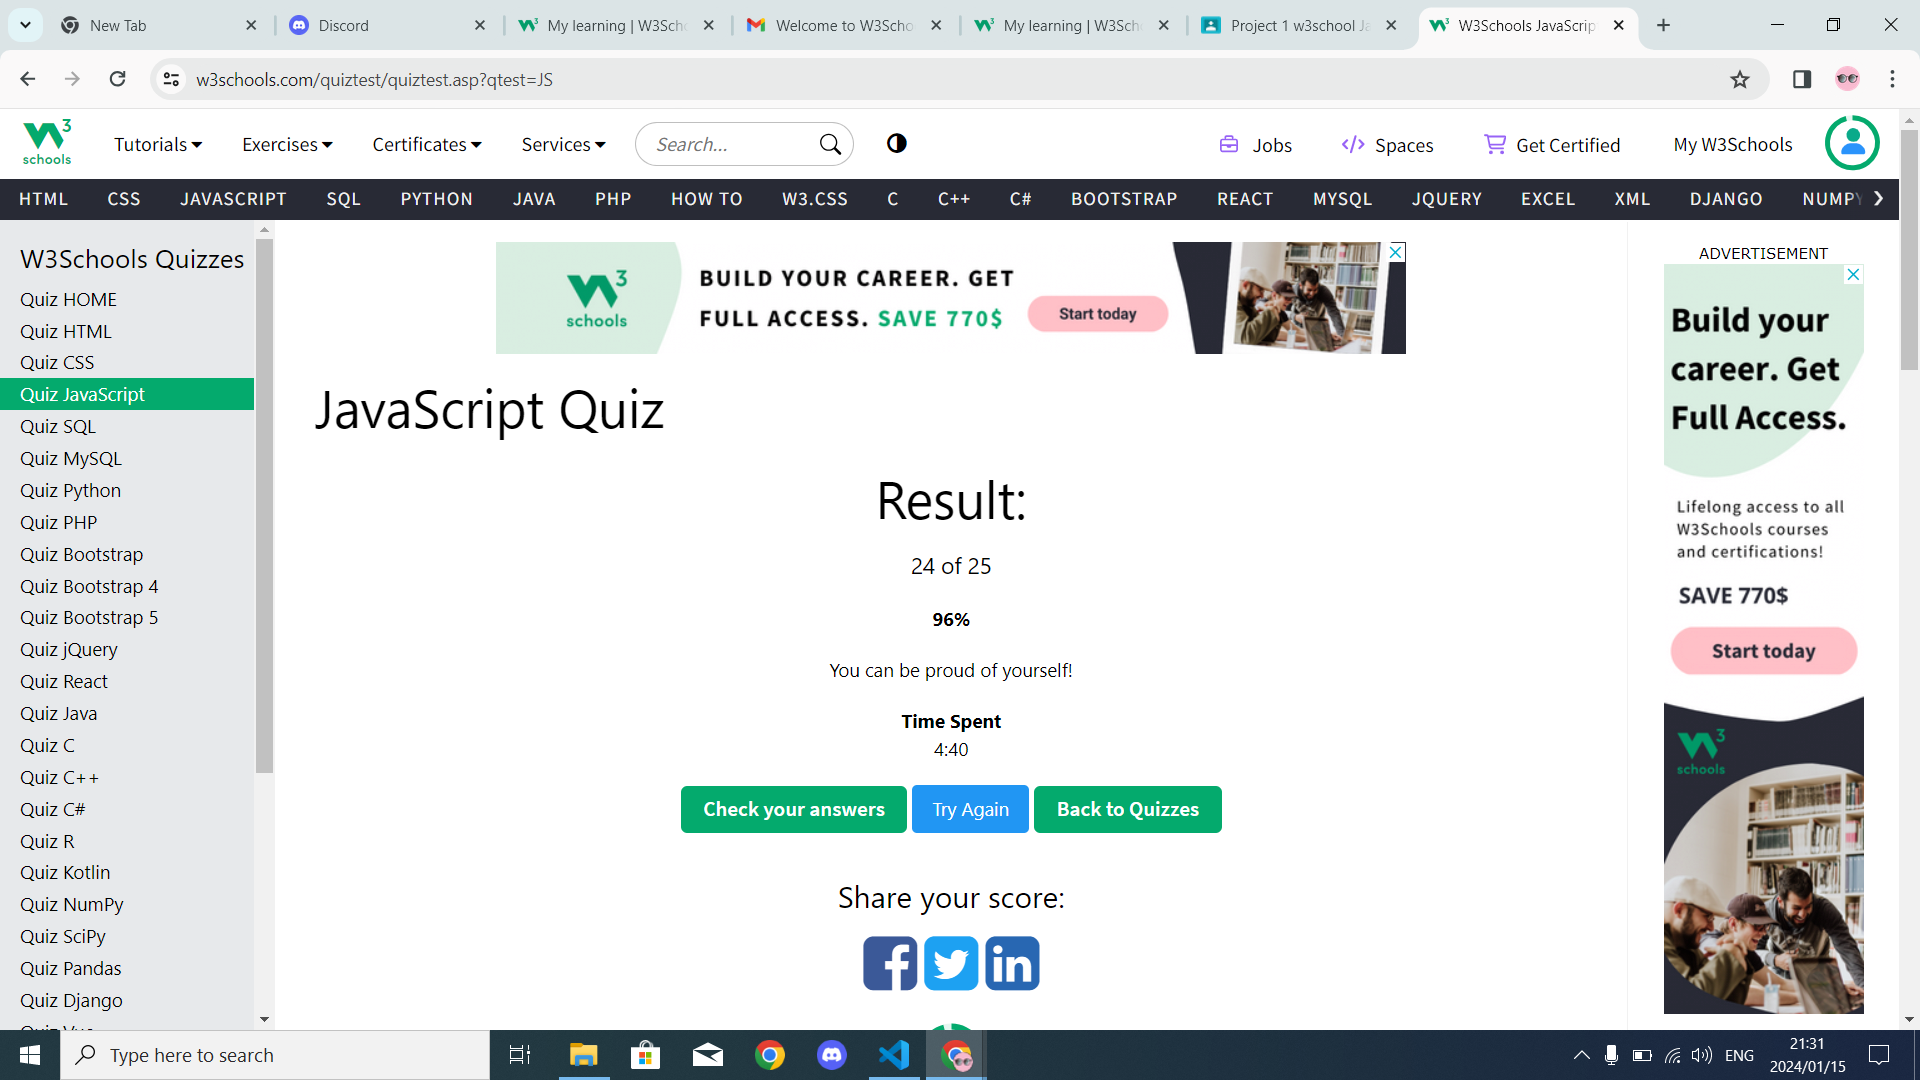 New Tab
Discord
My learning | W3Scho
Welcome to W3Scho
My learning | W3Scho
Project 1 w3school Ja
W3Schools JavaScrip
w3schools.com/quiztest/quiztest.asp?qtest=JS
W3 schools
Tutorials
Exercises
Certificates
Services
Search...
Jobs
Spaces
Get Certified
My W3Schools
HTML CSS JAVASCRIPT SQL PYTHON JAVA PHP HOW TO W3.CSS C C++ C# BOOTSTRAP REACT MYSQL JQUERY EXCEL XML DJANGO NUMPY
W3Schools Quizzes
Quiz HOME
Quiz HTML
Quiz CSS
Quiz JavaScript
Quiz SQL
Quiz MySQL
Quiz Python
Quiz PHP
Quiz Bootstrap
Quiz Bootstrap 4
Quiz Bootstrap 5
Quiz jQuery
Quiz React
Quiz Java
Quiz C
Quiz C++
Quiz C#
Quiz R
Quiz Kotlin
Quiz NumPy
Quiz SciPy
Quiz Pandas
Quiz Django
Quiz Vue
W3 schools
BUILD YOUR CAREER. GET
FULL ACCESS. SAVE 770$
Start today
JavaScript Quiz
Result:
24 of 25
96%
You can be proud of yourself!
Time Spent
4:40
Check your answers
Try Again
Back to Quizzes
Share your score:
ADVERTISEMENT
Build your
career. Get
Full Access.
Lifelong access to all
W3Schools courses
and certifications!
SAVE 770$
Start today
W3 schools
Type here to search
ENG
21:31
2024/01/15